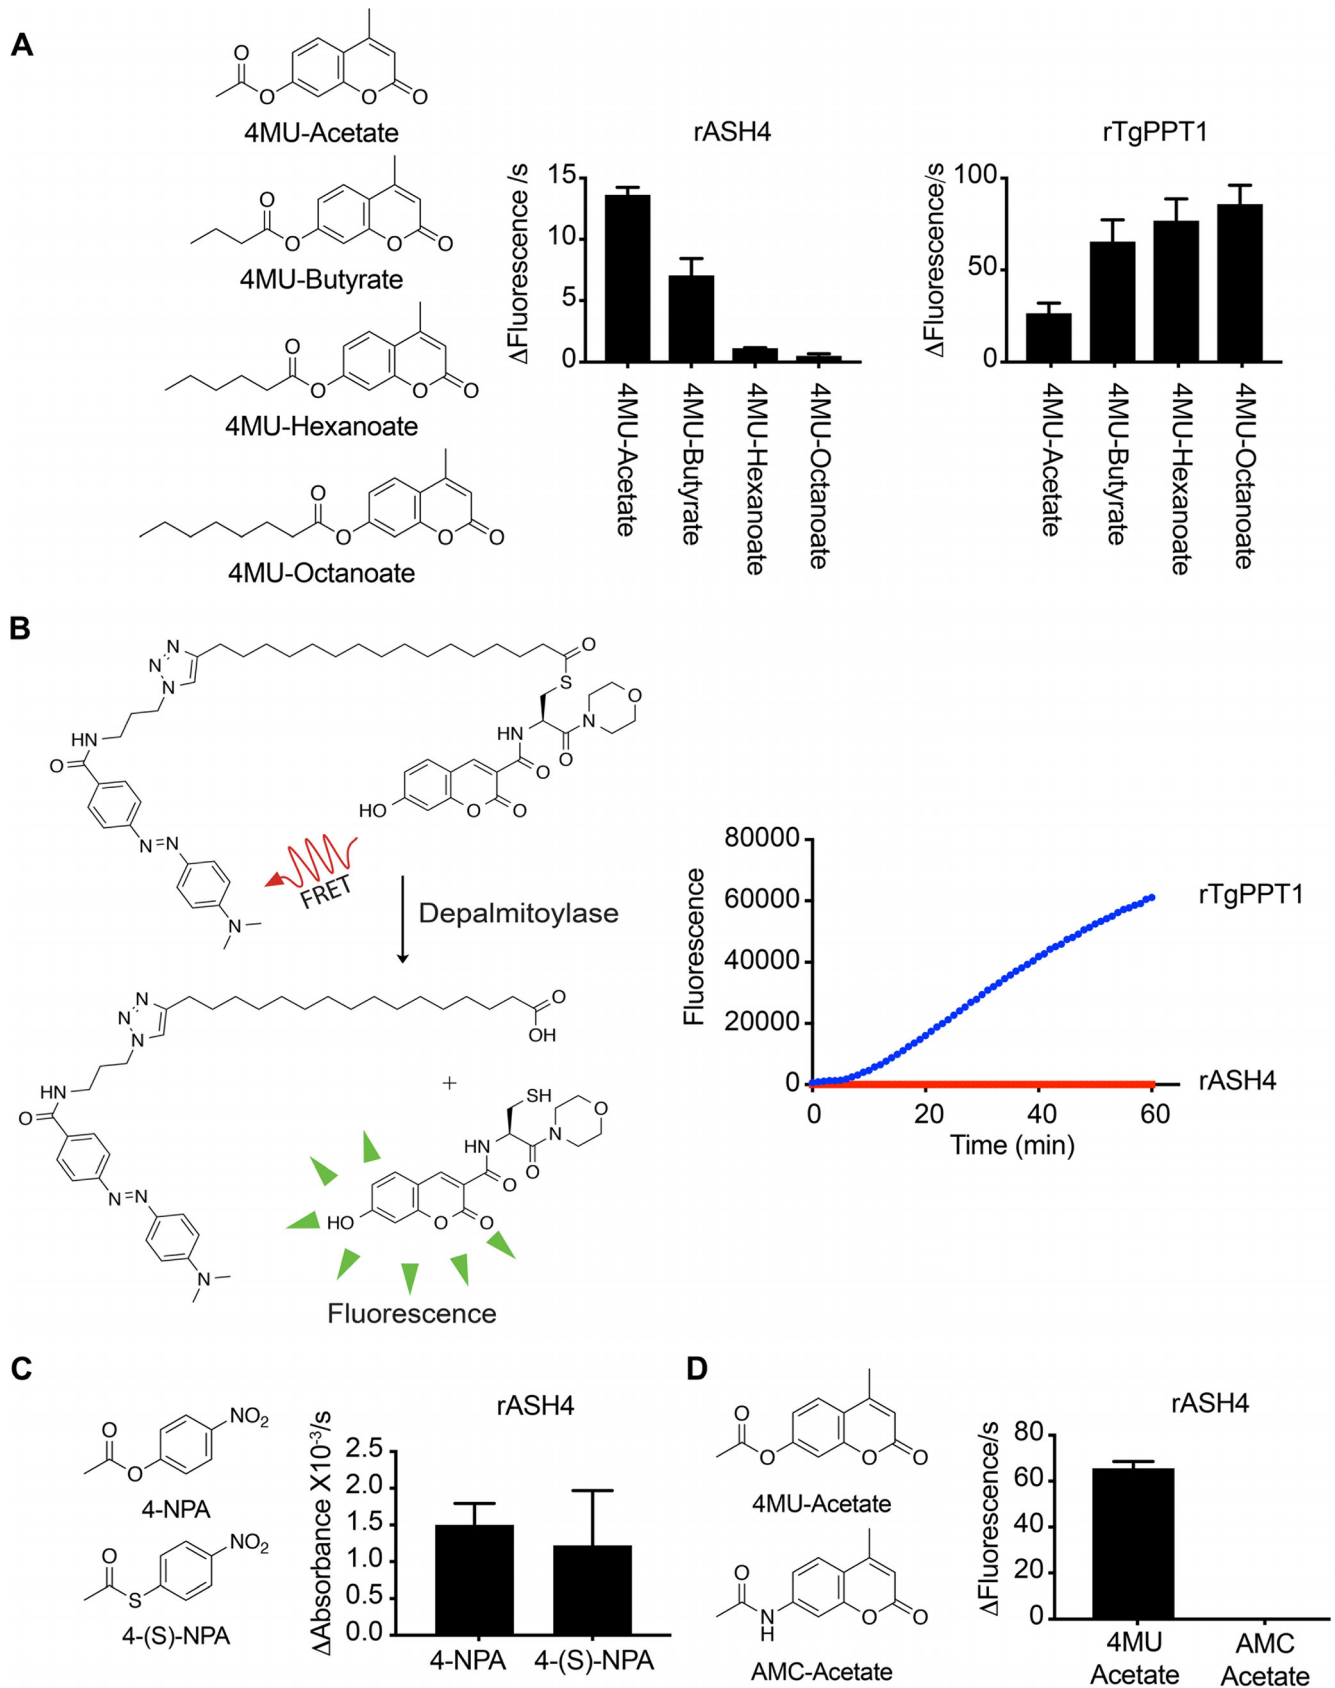 A
O
O
O
O
4MU-Acetate
O
O
O
O
4MU-Butyrate
O
O
O
O
4MU-Hexanoate
O
O
O
O
4MU-Octanoate
rASH4
ΔFluorescence /s
15
10
5
0
4MU-Acetate
4MU-Butyrate
4MU-Hexanoate
4MU-Octanoate
rTgPPT1
ΔFluorescence/s
100
50
0
4MU-Acetate
4MU-Butyrate
4MU-Hexanoate
4MU-Octanoate
B
N
N
N
HN
O
N=N
N
O
S
O
N
HN
O
O
O
O
HO
FRET
Depalmitoylase
N
N
N
HN
O
N=N
N
O
OH
+
SH
O
N
HN
O
O
O
O
HO
Fluorescence
80000
60000
40000
20000
0
Fluorescence
0
20
40
60
Time (min)
rTgPPT1
rASH4
C
O
O
NO2
4-NPA
O
S
NO2
4-(S)-NPA
rASH4
ΔAbsorbance X10-3/s
2.5
2.0
1.5
1.0
0.5
0.0
4-NPA
4-(S)-NPA
D
O
O
O
O
4MU-Acetate
O
N
H
O
O
AMC-Acetate
rASH4
ΔFluorescence/s
80
60
40
20
0
4MU
Acetate
AMC
Acetate